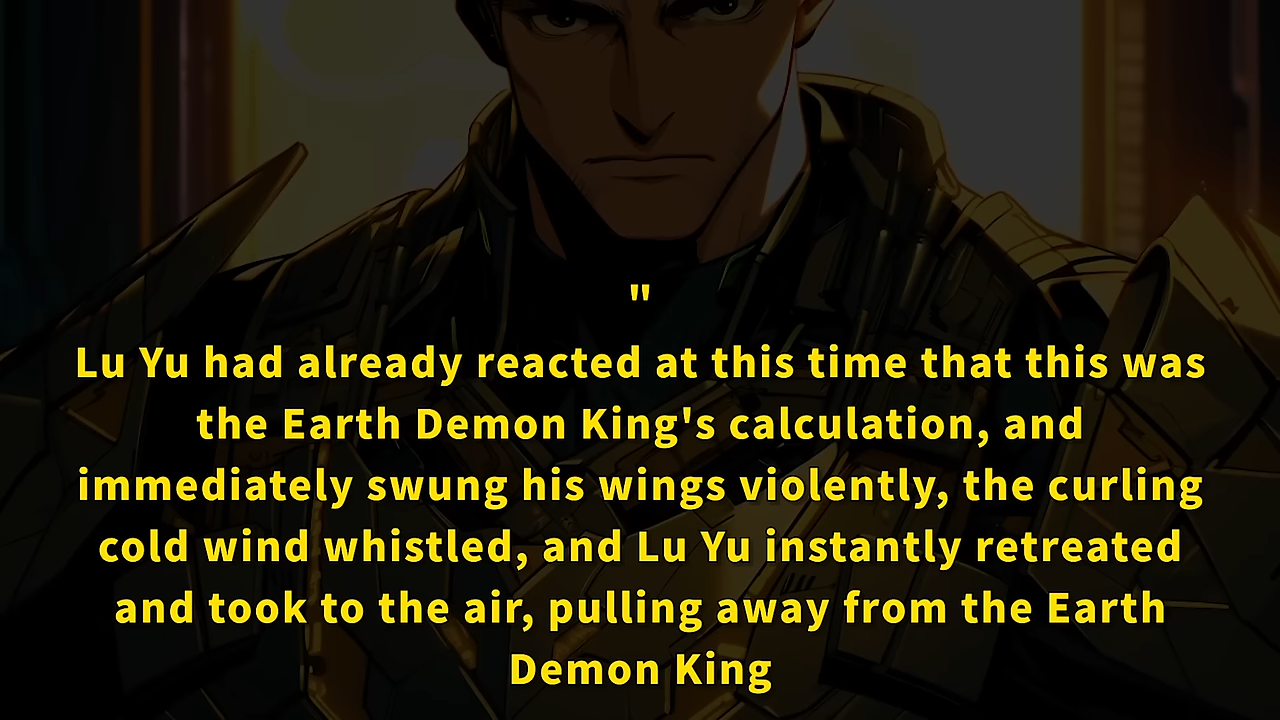 "
Lu Yu had already reacted at this time that this was
the Earth Demon King's calculation, and
immediately swung his wings violently, the curling
cold wind whistled, and Lu Yu instantly retreated
and took to the air, pulling away from the Earth
Demon King